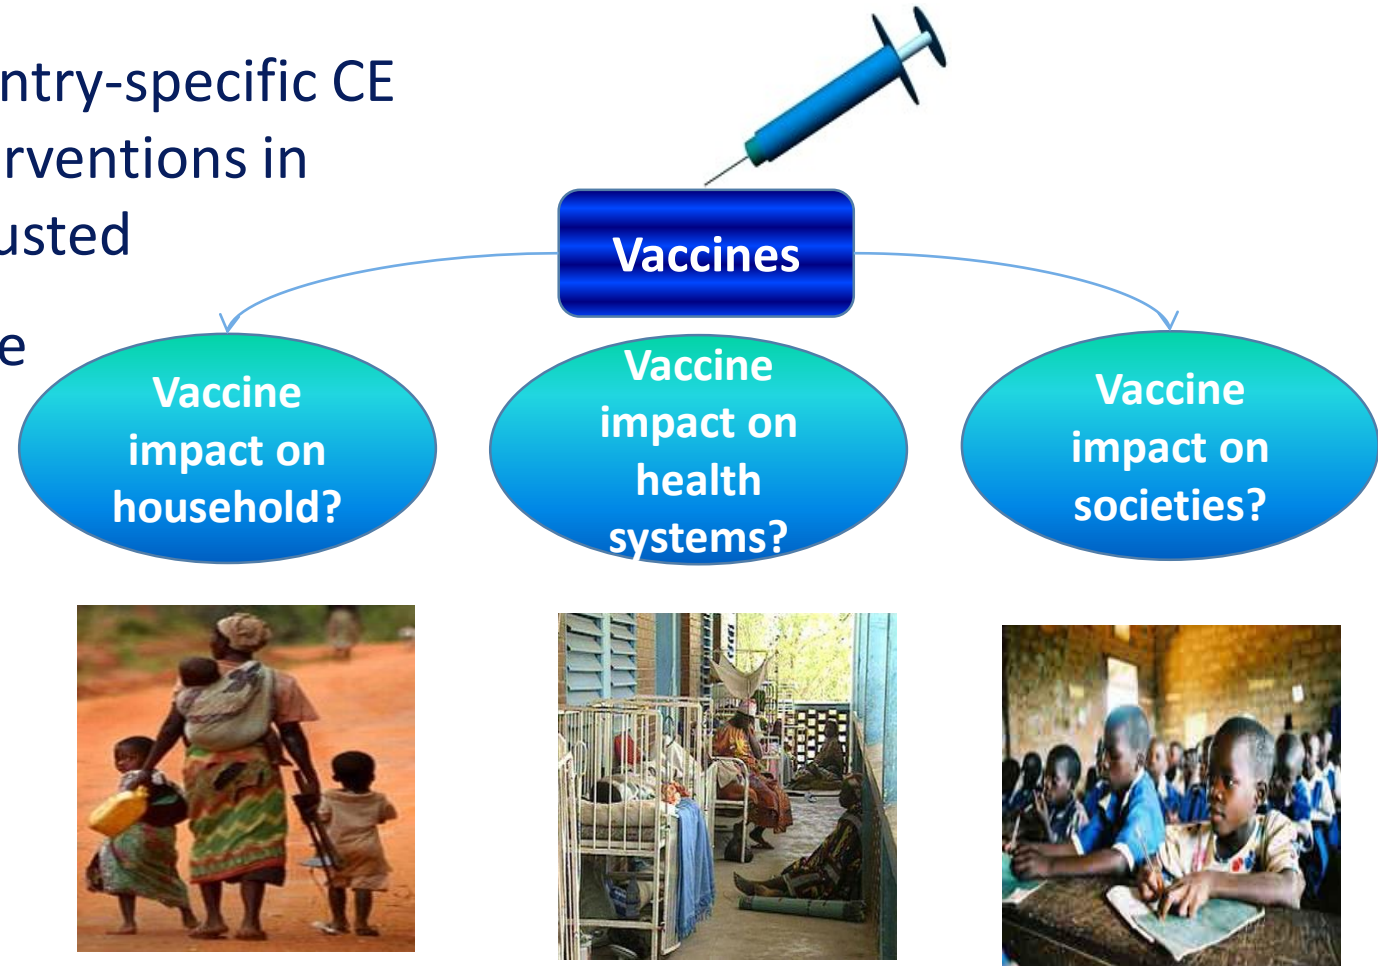 ntry-specific CE
rventions in
usted
e
Vaccines
Vaccine
impact on
household?
Vaccine
impact on
health
systems?
Vaccine
impact on
societies?